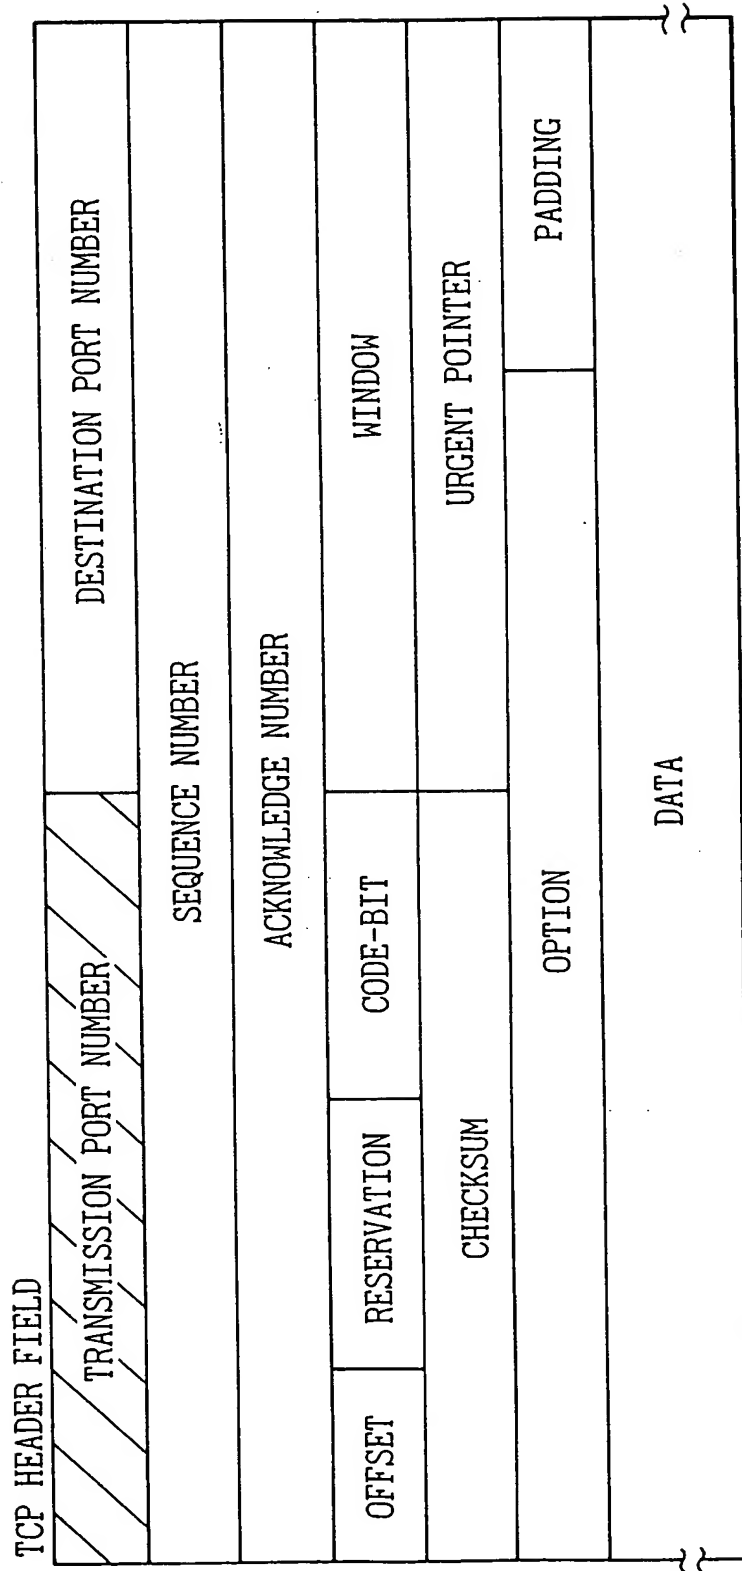 TCP HEADER FIELD
TRANSMISSION PORT NUMBER
DESTINATION PORT NUMBER
SEQUENCE NUMBER
ACKNOWLEDGE NUMBER
OFFSET
RESERVATION
CODE-BIT
WINDOW
CHECKSUM
URGENT POINTER
OPTION
PADDING
DATA